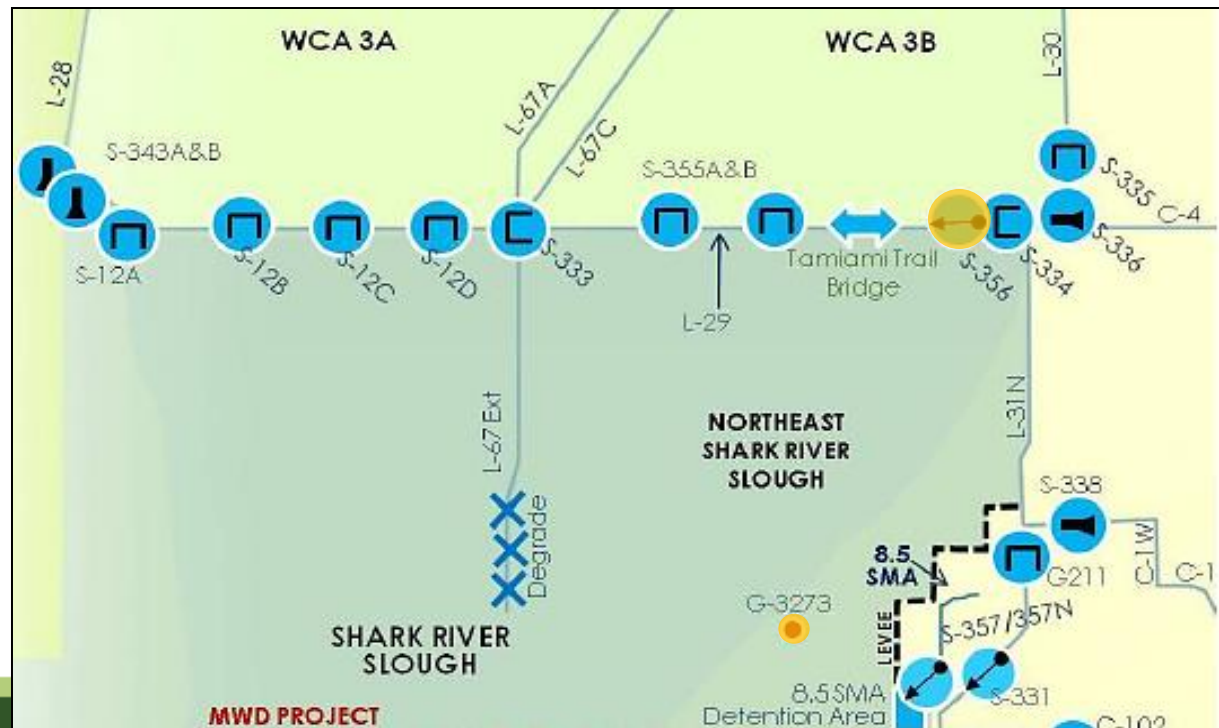 WCA 3A
WCA 3B
L-28
L-67A
L-67C
L-30
S-343A&B
S-355A&B
S-335
C-4
S-336
S-12A
S-12B
S-12C
S-12D
S-333
Tamiami Trail
Bridge
S-356
S-334
L-29
L-67 Ext
Degrade
L-31N
NORTHEAST
SHARK RIVER
SLOUGH
S-338
8.5
SMA
G211
C-1W
C-1
G-3273
LEVEE
S-357/357N
SHARK RIVER
SLOUGH
8.5 SMA
Detention Area
S-331
MWD PROJECT
C-102